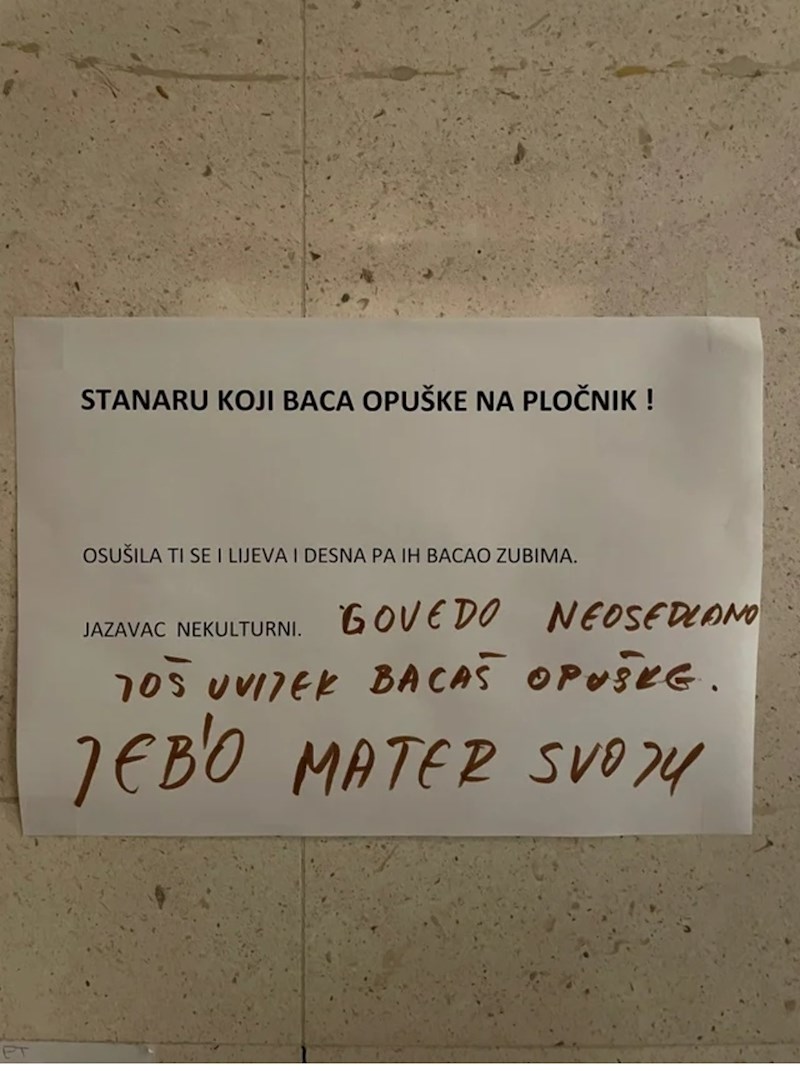 STANARU KOJI BACA OPUŠKE NA PLOČNIK !
OSUŠILA TI SE I LIJEVA I DESNA PA IH BACAO ZUBIMA.
JAZAVAC NEKULTURNI. GOVEDO NEOSEDLANO
JOŠ UVIJEK BACAŠ OPUŠKE.
JEB'O MATER SVOJU
PT